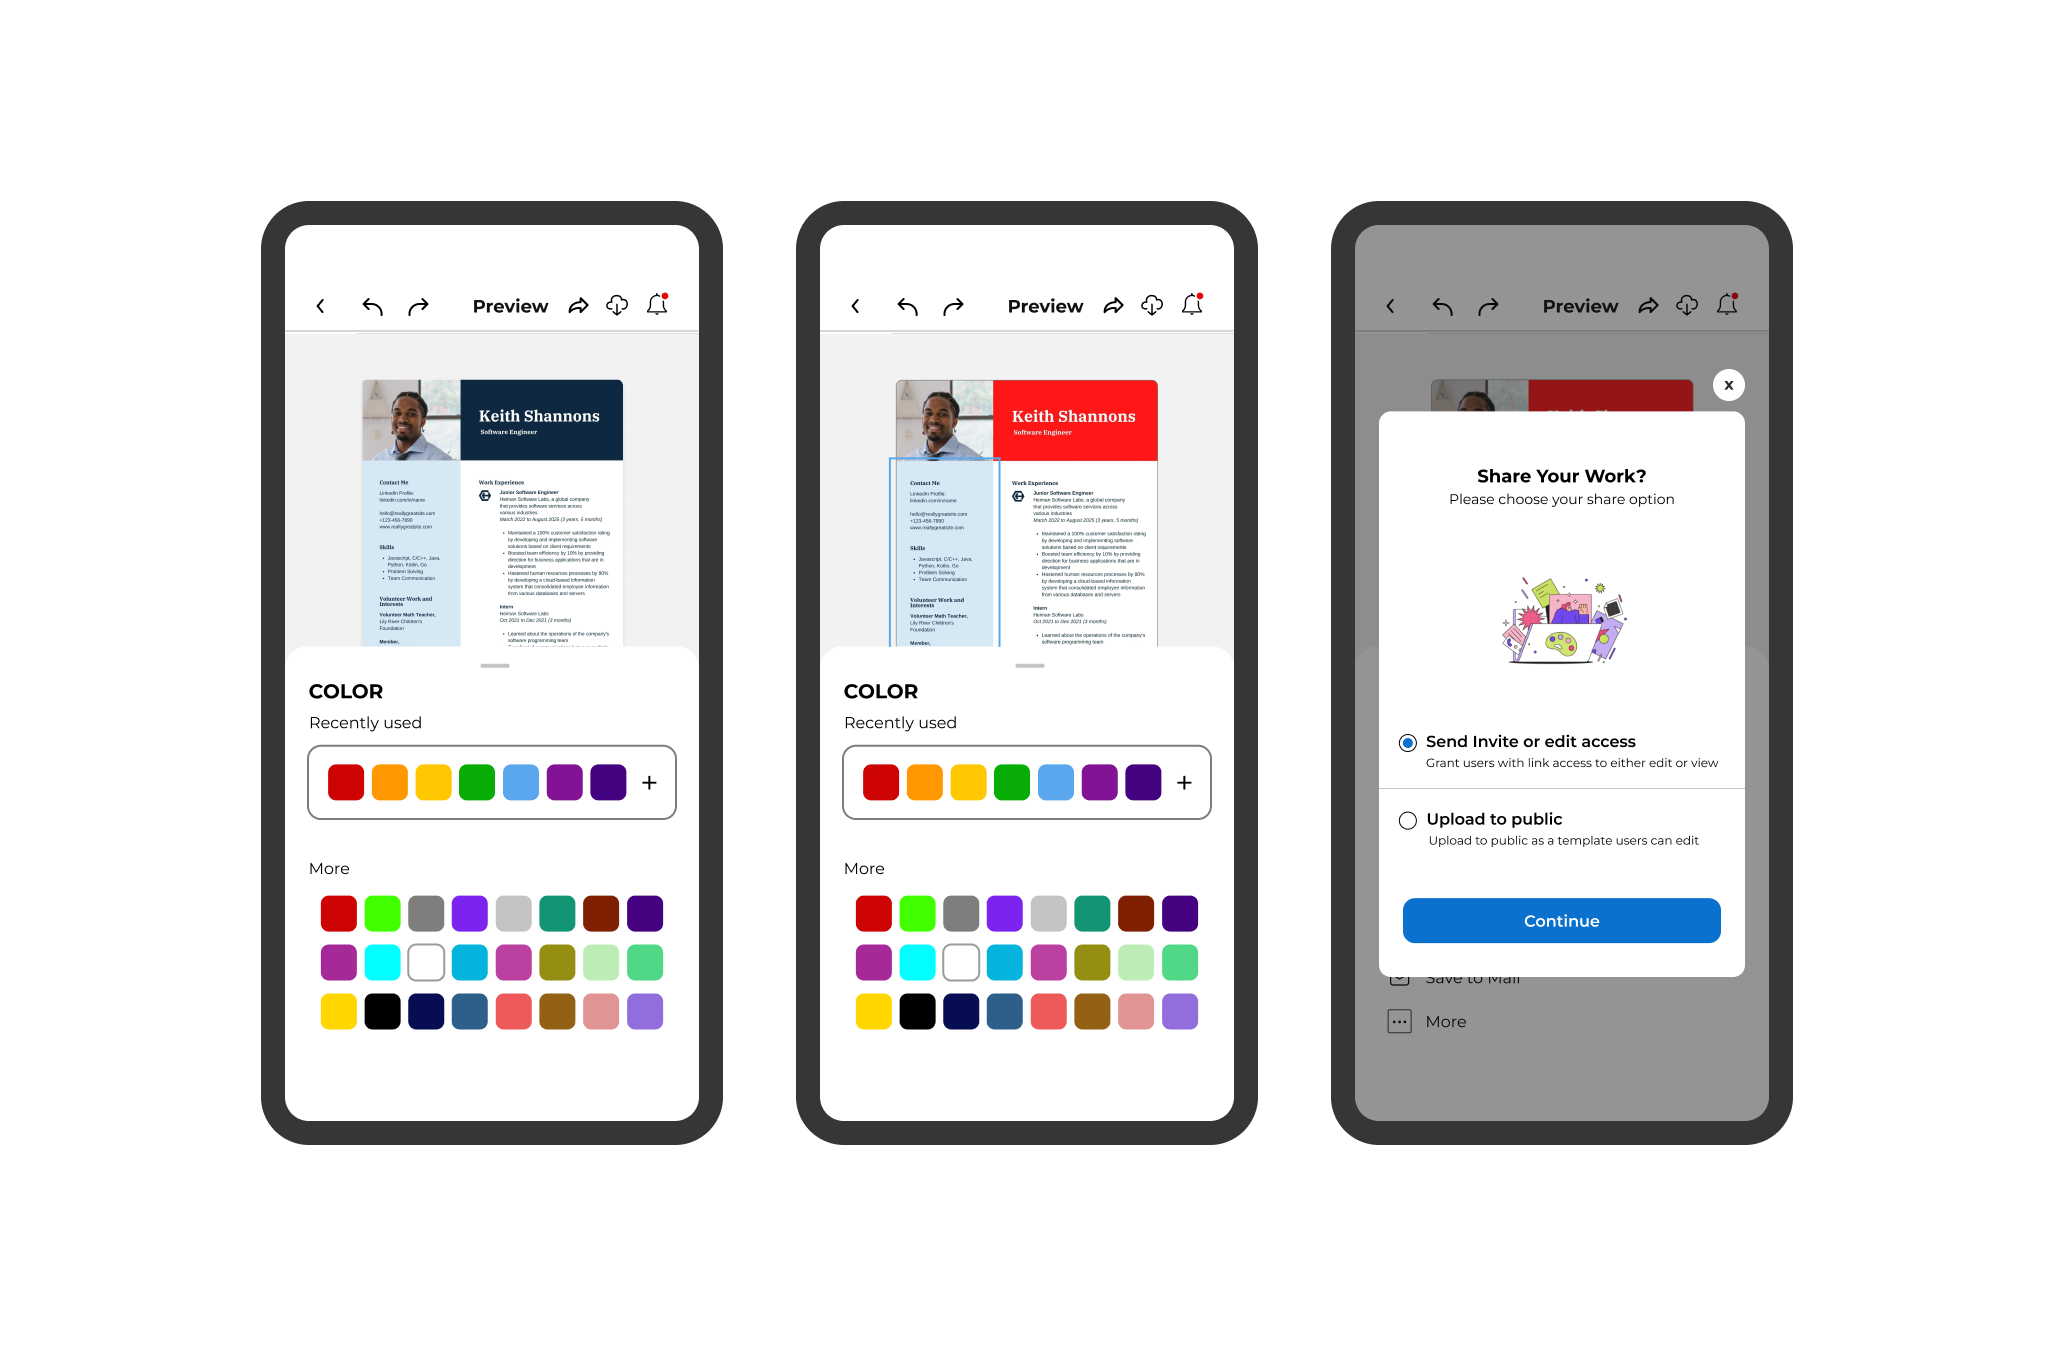 Preview
Keith Shannons
Software Engineer
Contact Me
LinkedIn Profile:
linkedin.com/in/name
hello@reallygreatsite.com
+123-456-7890
www.reallygreatsite.com
Skills
• Javascript, C/C++, Java,
Python, Kotlin, Go
• Problem Solving
• Team Communication
Volunteer Work and
Interests
Volunteer Math Teacher,
Lily River Children's
Foundation
Member,
Work Experience
Junior Software Engineer
Heiman Software Labs, a global company
that provides software services across
various industries
March 2022 to August 2025 (3 years, 5 months)
• Maintained a 100% customer satisfaction rating
by developing and implementing software
solutions based on client requirements
• Boosted team efficiency by 10% by providing
direction for business applications that are in
development
• Hastened human resources processes by 80%
by developing a cloud-based information
system that consolidated employee information
from various databases and servers
Intern
Heiman Software Labs
Oct 2021 to Dec 2021 (3 months)
• Learned about the operations of the company's
software programming team
COLOR
Recently used
+
More
Preview
Keith Shannons
Software Engineer
Contact Me
LinkedIn Profile:
linkedin.com/in/name
hello@reallygreatsite.com
+123-456-7890
www.reallygreatsite.com
Skills
• Javascript, C/C++, Java,
Python, Kotlin, Go
• Problem Solving
• Team Communication
Volunteer Work and
Interests
Volunteer Math Teacher,
Lily River Children's
Foundation
Member,
Work Experience
Junior Software Engineer
Heiman Software Labs, a global company
that provides software services across
various industries
March 2022 to August 2025 (3 years, 5 months)
• Maintained a 100% customer satisfaction rating
by developing and implementing software
solutions based on client requirements
• Boosted team efficiency by 10% by providing
direction for business applications that are in
development
• Hastened human resources processes by 80%
by developing a cloud-based information
system that consolidated employee information
from various databases and servers
Intern
Heiman Software Labs
Oct 2021 to Dec 2021 (3 months)
• Learned about the operations of the company's
software programming team
COLOR
Recently used
+
More
Preview
x
Share Your Work?
Please choose your share option
Send Invite or edit access
Grant users with link access to either edit or view
Upload to public
Upload to public as a template users can edit
Continue
Save to Mail
More